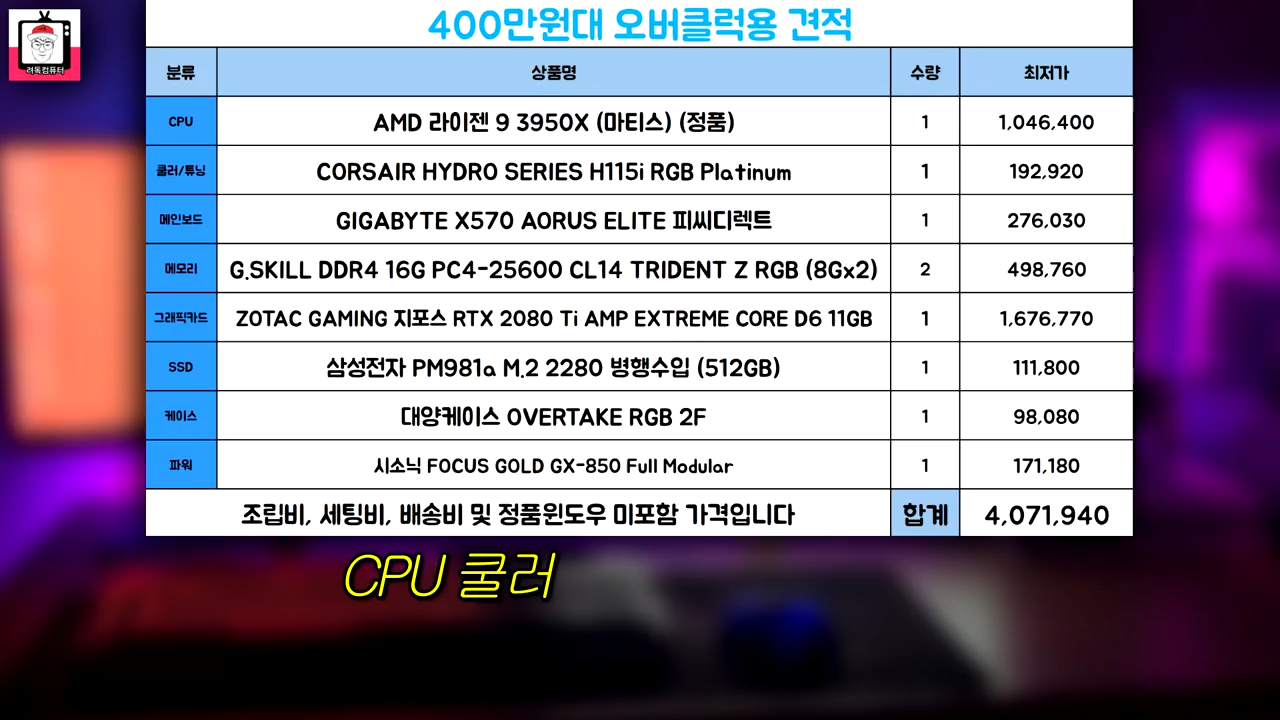 려독컴퓨터
400만원대 오버클럭용 견적
분류 상품명 수량 최저가
CPU AMD 라이젠 9 3950X (마티스) (정품) 1 1,046,400
쿨러/튜닝 CORSAIR HYDRO SERIES H115i RGB Platinum 1 192,920
메인보드 GIGABYTE X570 AORUS ELITE 피씨디렉트 1 276,030
메모리 G.SKILL DDR4 16G PC4-25600 CL14 TRIDENT Z RGB (8Gx2) 2 498,760
그래픽카드 ZOTAC GAMING 지포스 RTX 2080 Ti AMP EXTREME CORE D6 11GB 1 1,676,770
SSD 삼성전자 PM981a M.2 2280 병행수입 (512GB) 1 111,800
케이스 대양케이스 OVERTAKE RGB 2F 1 98,080
파워 시소닉 FOCUS GOLD GX-850 Full Modular 1 171,180
조립비, 세팅비, 배송비 및 정품윈도우 미포함 가격입니다 합계 4,071,940
CPU 쿨러